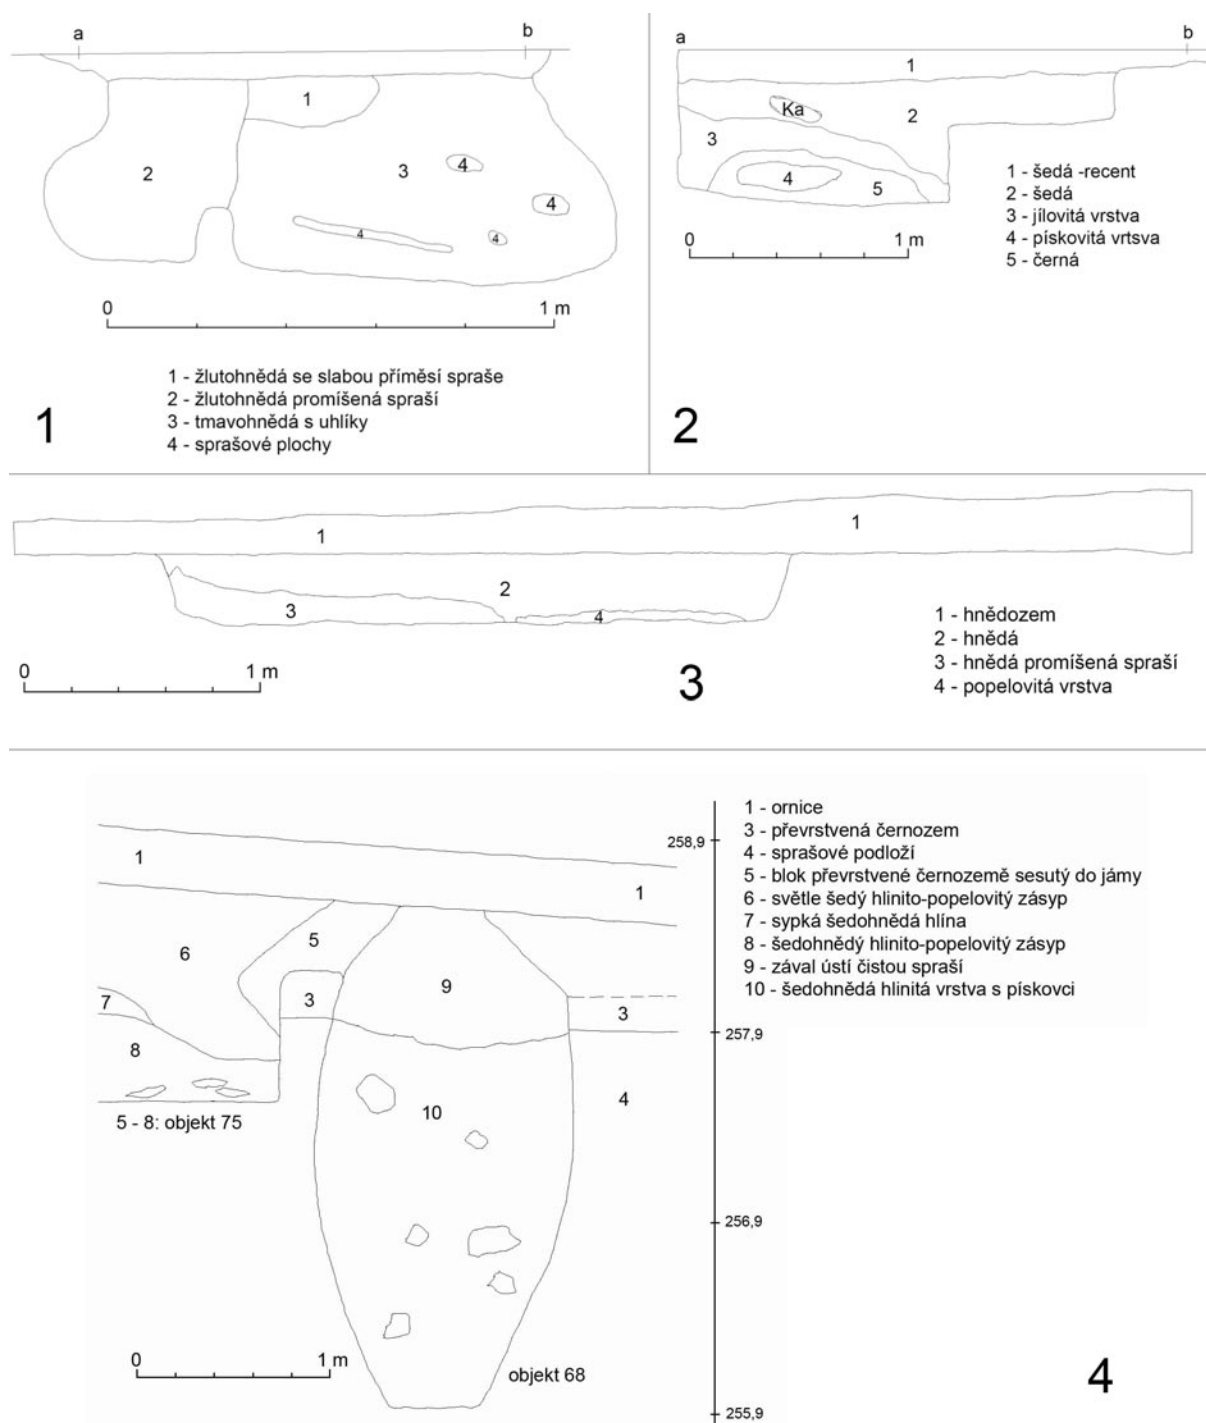 a b
1
2
3
4
4
4
4
0 1 m
1 - žlutohnědá se slabou příměsí spraše
2 - žlutohnědá promíšená spraší
3 - tmavohnědá s uhlíky
4 - sprašové plochy
1
a b
1
Ka
2
3
4
5
0 1 m
1 - šedá -recent
2 - šedá
3 - jílovitá vrstva
4 - pískovitá vrtsva
5 - černá
2
1 1
2
3
4
0 1 m
1 - hnědozem
2 - hnědá
3 - hnědá promíšená spraší
4 - popelovitá vrstva
3
1
1
5
6
9
3
3
7
8
10
4
5 - 8: objekt 75
0 1 m
objekt 68
258,9
257,9
256,9
255,9
1 - ornice
3 - převrstvená černozem
4 - sprašové podloží
5 - blok převrstvené černozemě sesutý do jámy
6 - světle šedý hlinito-popelovitý zásyp
7 - sypká šedohnědá hlína
8 - šedohnědý hlinito-popelovitý zásyp
9 - zával ústí čistou spraší
10 - šedohnědá hlinitá vrstva s pískovci
4